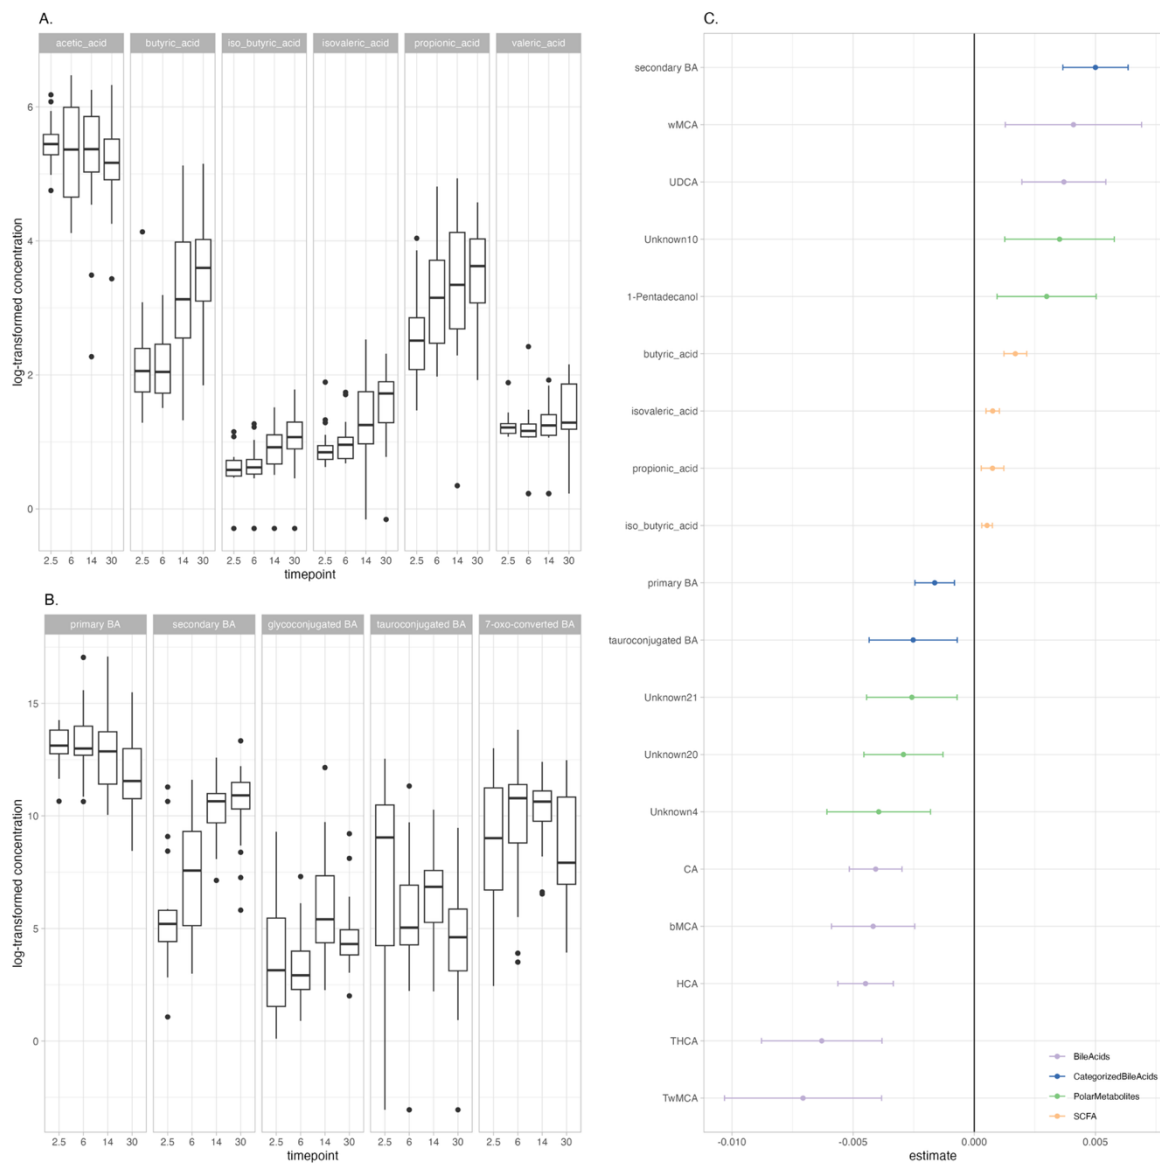 A.
acetic_acid butyric_acid iso_butyric_acid isovaleric_acid propionic_acid valeric_acid
6
4
2
0
log-transformed concentration
2.5 6 14 30 2.5 6 14 30 2.5 6 14 30 2.5 6 14 30 2.5 6 14 30 2.5 6 14 30
timepoint
B.
primary BA secondary BA glycoconjugated BA tauroconjugated BA 7-oxo-converted BA
15
10
5
0
log-transformed concentration
2.5 6 14 30 2.5 6 14 30 2.5 6 14 30 2.5 6 14 30 2.5 6 14 30
timepoint
C.
secondary BA
wMCA
UDCA
Unknown10
1-Pentadecanol
butyric_acid
isovaleric_acid
propionic_acid
iso_butyric_acid
primary BA
tauroconjugated BA
Unknown21
Unknown20
Unknown4
CA
bMCA
HCA
THCA
TwMCA
BileAcids
CategorizedBileAcids
PolarMetabolites
SCFA
-0.010 -0.005 0.000 0.005
estimate